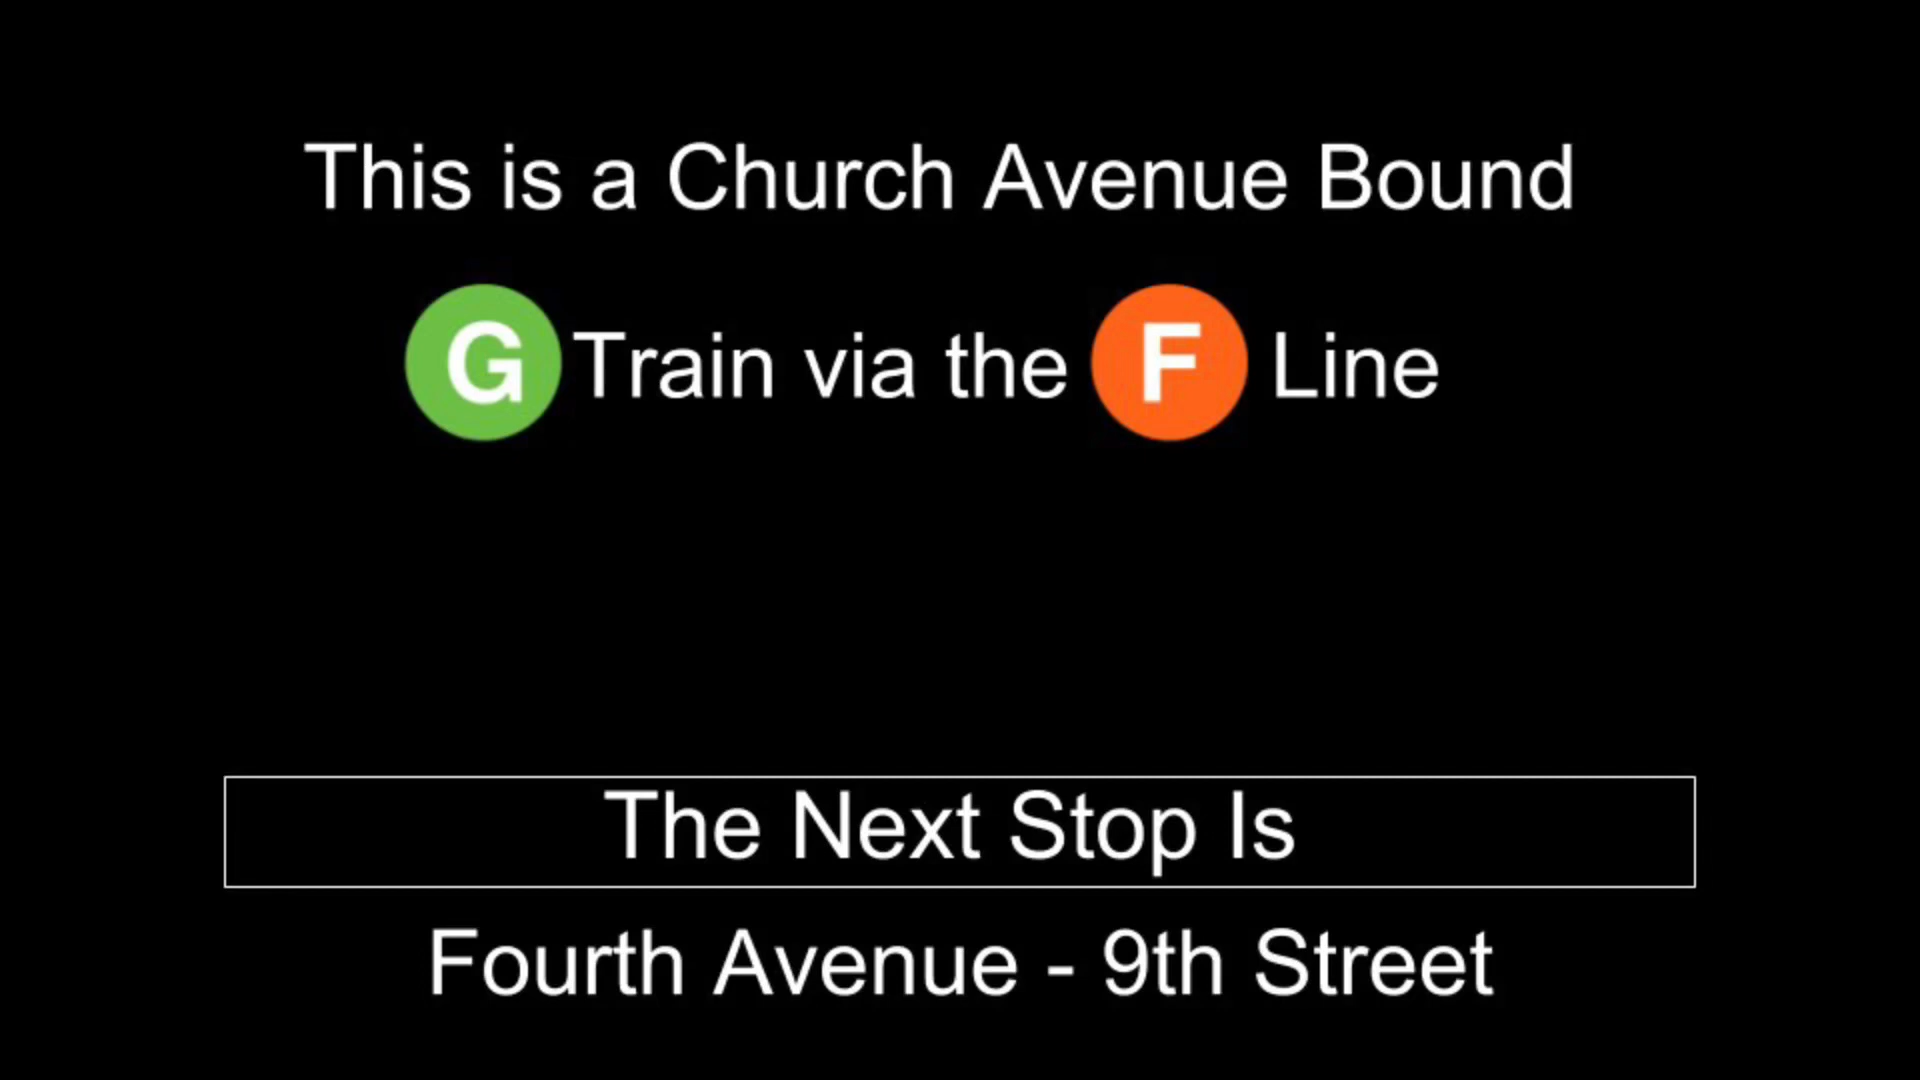 This is a Church Avenue Bound
G Train via the F Line
The Next Stop Is
Fourth Avenue - 9th Street